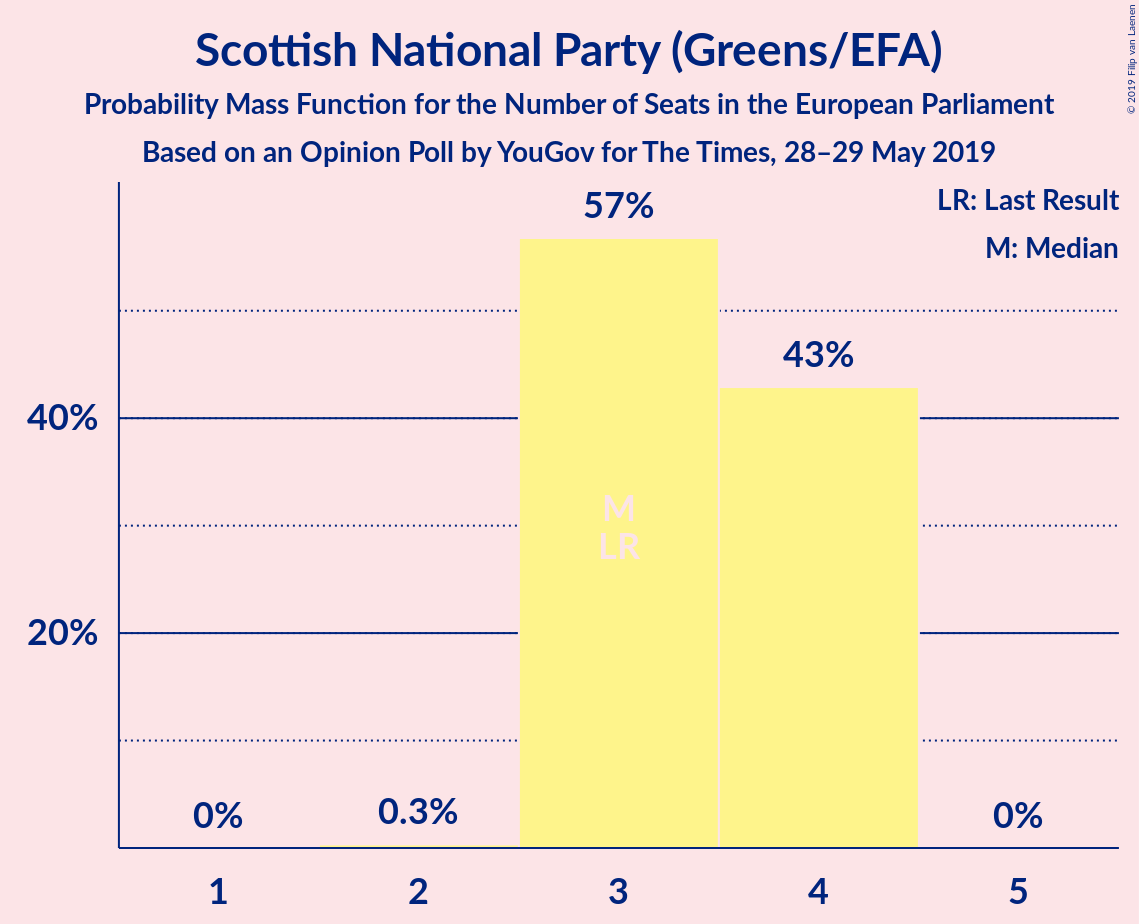 Scottish National Party (Greens/EFA)
Probability Mass Function for the Number of Seats in the European Parliament
Based on an Opinion Poll by YouGov for The Times, 28–29 May 2019
© 2019 Filip van Laenen
LR: Last Result
M: Median
57%
43%
40%
M
LR
20%
0%
0.3%
0%
1
2
3
4
5